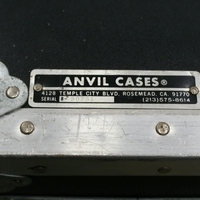 ANVIL CASES®
4128 TEMPLE CITY BLVD, ROSEMEAD, CA. 91770
SERIAL (213)575-8614